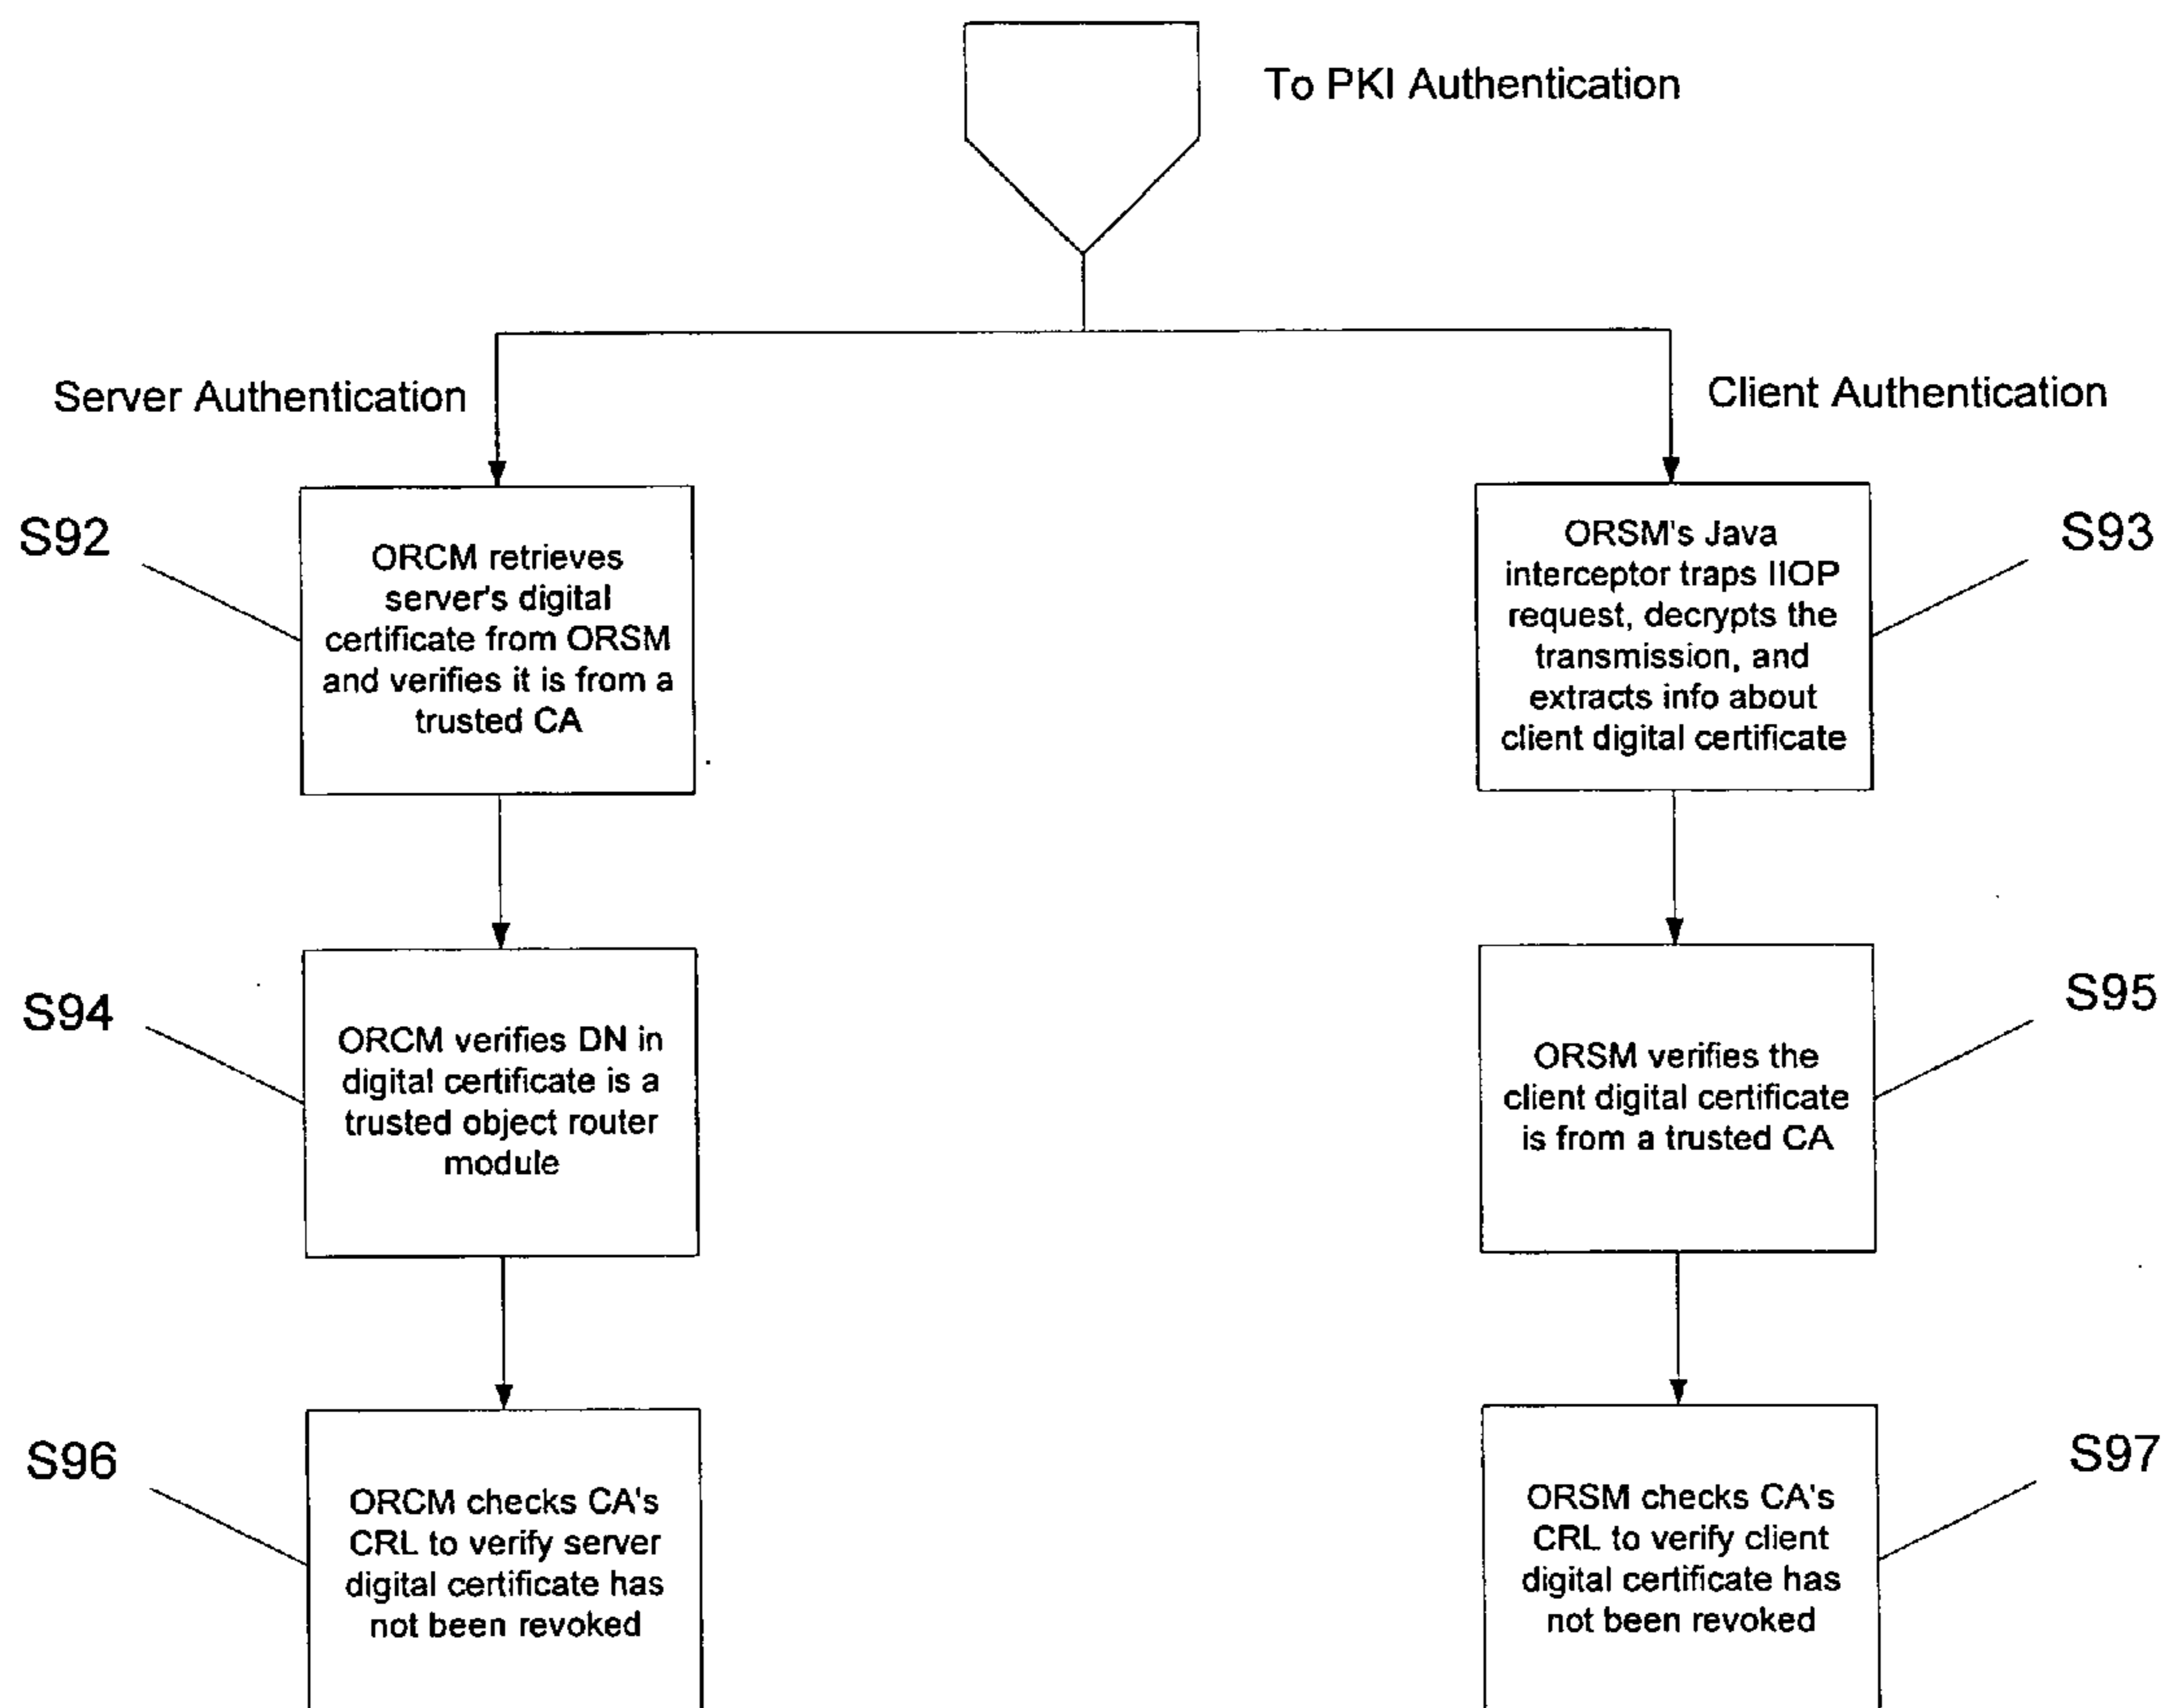 To PKI Authentication
Server Authentication
Client Authentication
S92
ORCM retrieves
server's digital
certificate from ORSM
and verifies it is from a
trusted CA
S93
ORSM's Java
interceptor traps IIOP
request, decrypts the
transmission, and
extracts info about
client digital certificate
S94
ORCM verifies DN in
digital certificate is a
trusted object router
module
S95
ORSM verifies the
client digital certificate
is from a trusted CA
S96
ORCM checks CA's
CRL to verify server
digital certificate has
not been revoked
S97
ORSM checks CA's
CRL to verify client
digital certificate has
not been revoked